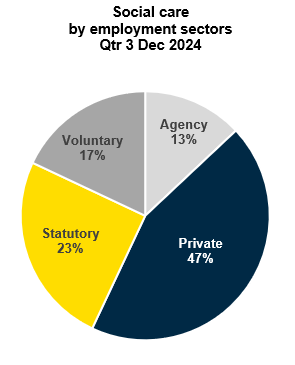 Social care
by employment sectors
Qtr 3 Dec 2024
Agency
13%
Voluntary
17%
Statutory
23%
Private
47%